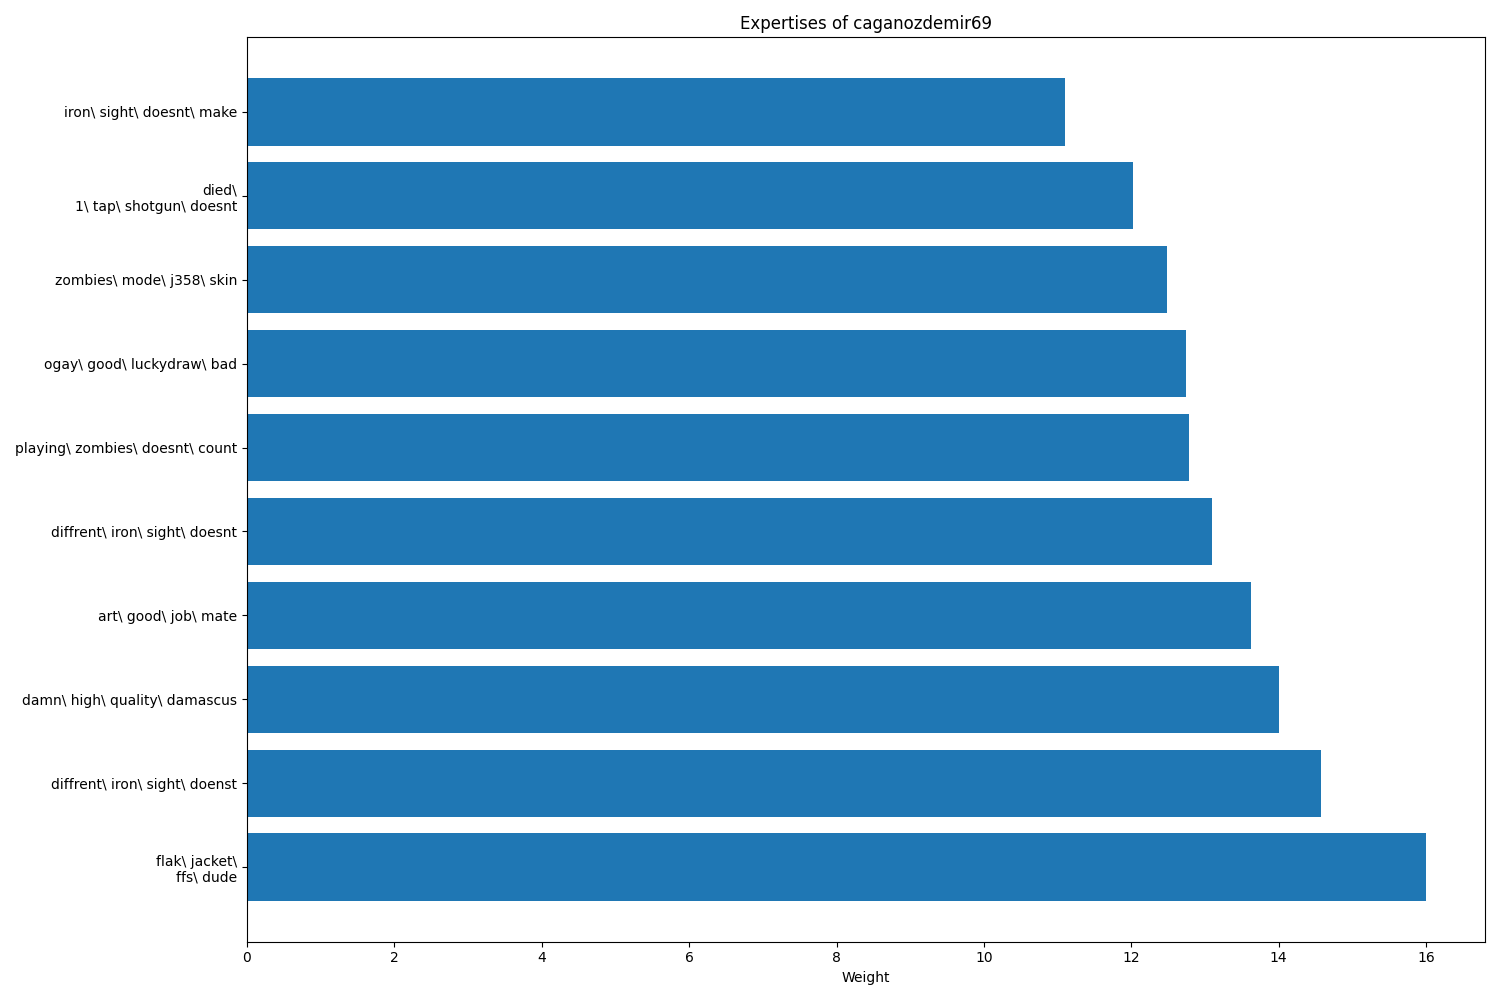 Expertises of caganozdemir69
iron\ sight\ doesnt\ make
died\
1\ tap\ shotgun\ doesnt
zombies\ mode\ j358\ skin
ogay\ good\ luckydraw\ bad
playing\ zombies\ doesnt\ count
diffrent\ iron\ sight\ doesnt
art\ good\ job\ mate
damn\ high\ quality\ damascus
diffrent\ iron\ sight\ doenst
flak\ jacket\
ffs\ dude
0 2 4 6 8 10 12 14 16
Weight